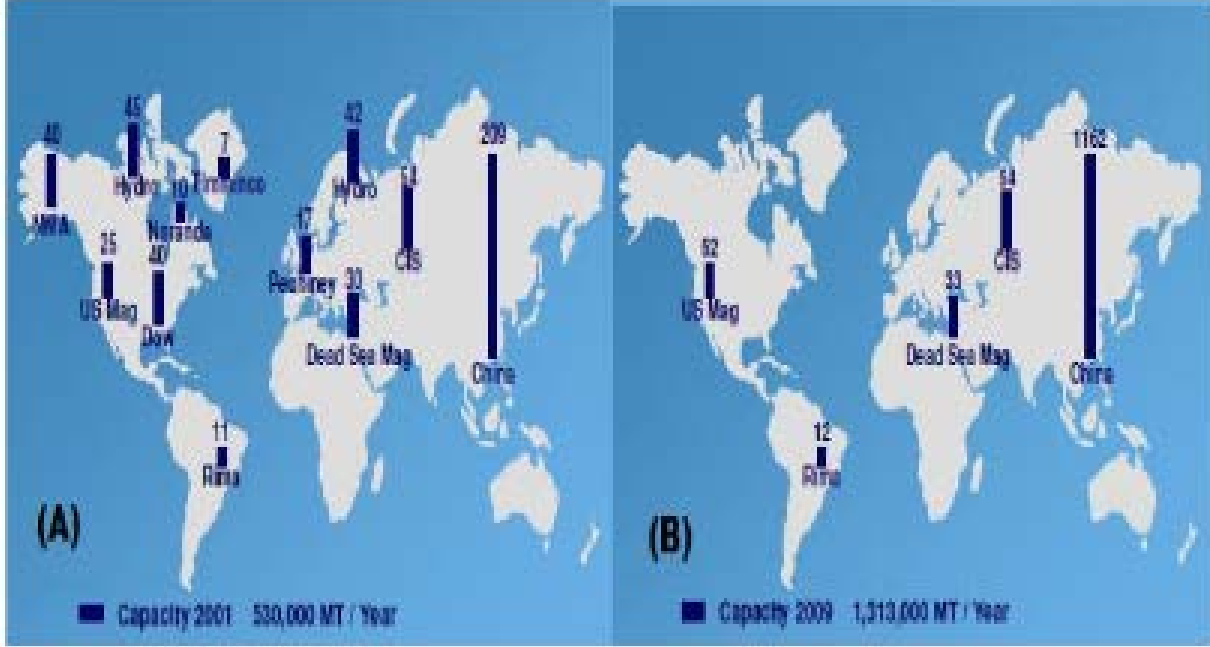 45
42
40
7
209
Hydro
10
Timminco
Hydro
54
NWA
Noranda
17
25
40
CIS
Pechiney
33
US Mag
Dow
Dead Sea Mag
China
11
Rima
(A)
Capacity 2001 530,000 MT / Year
1162
54
52
CIS
33
US Mag
Dead Sea Mag
China
12
Rima
(B)
Capacity 2009 1,313,000 MT / Year